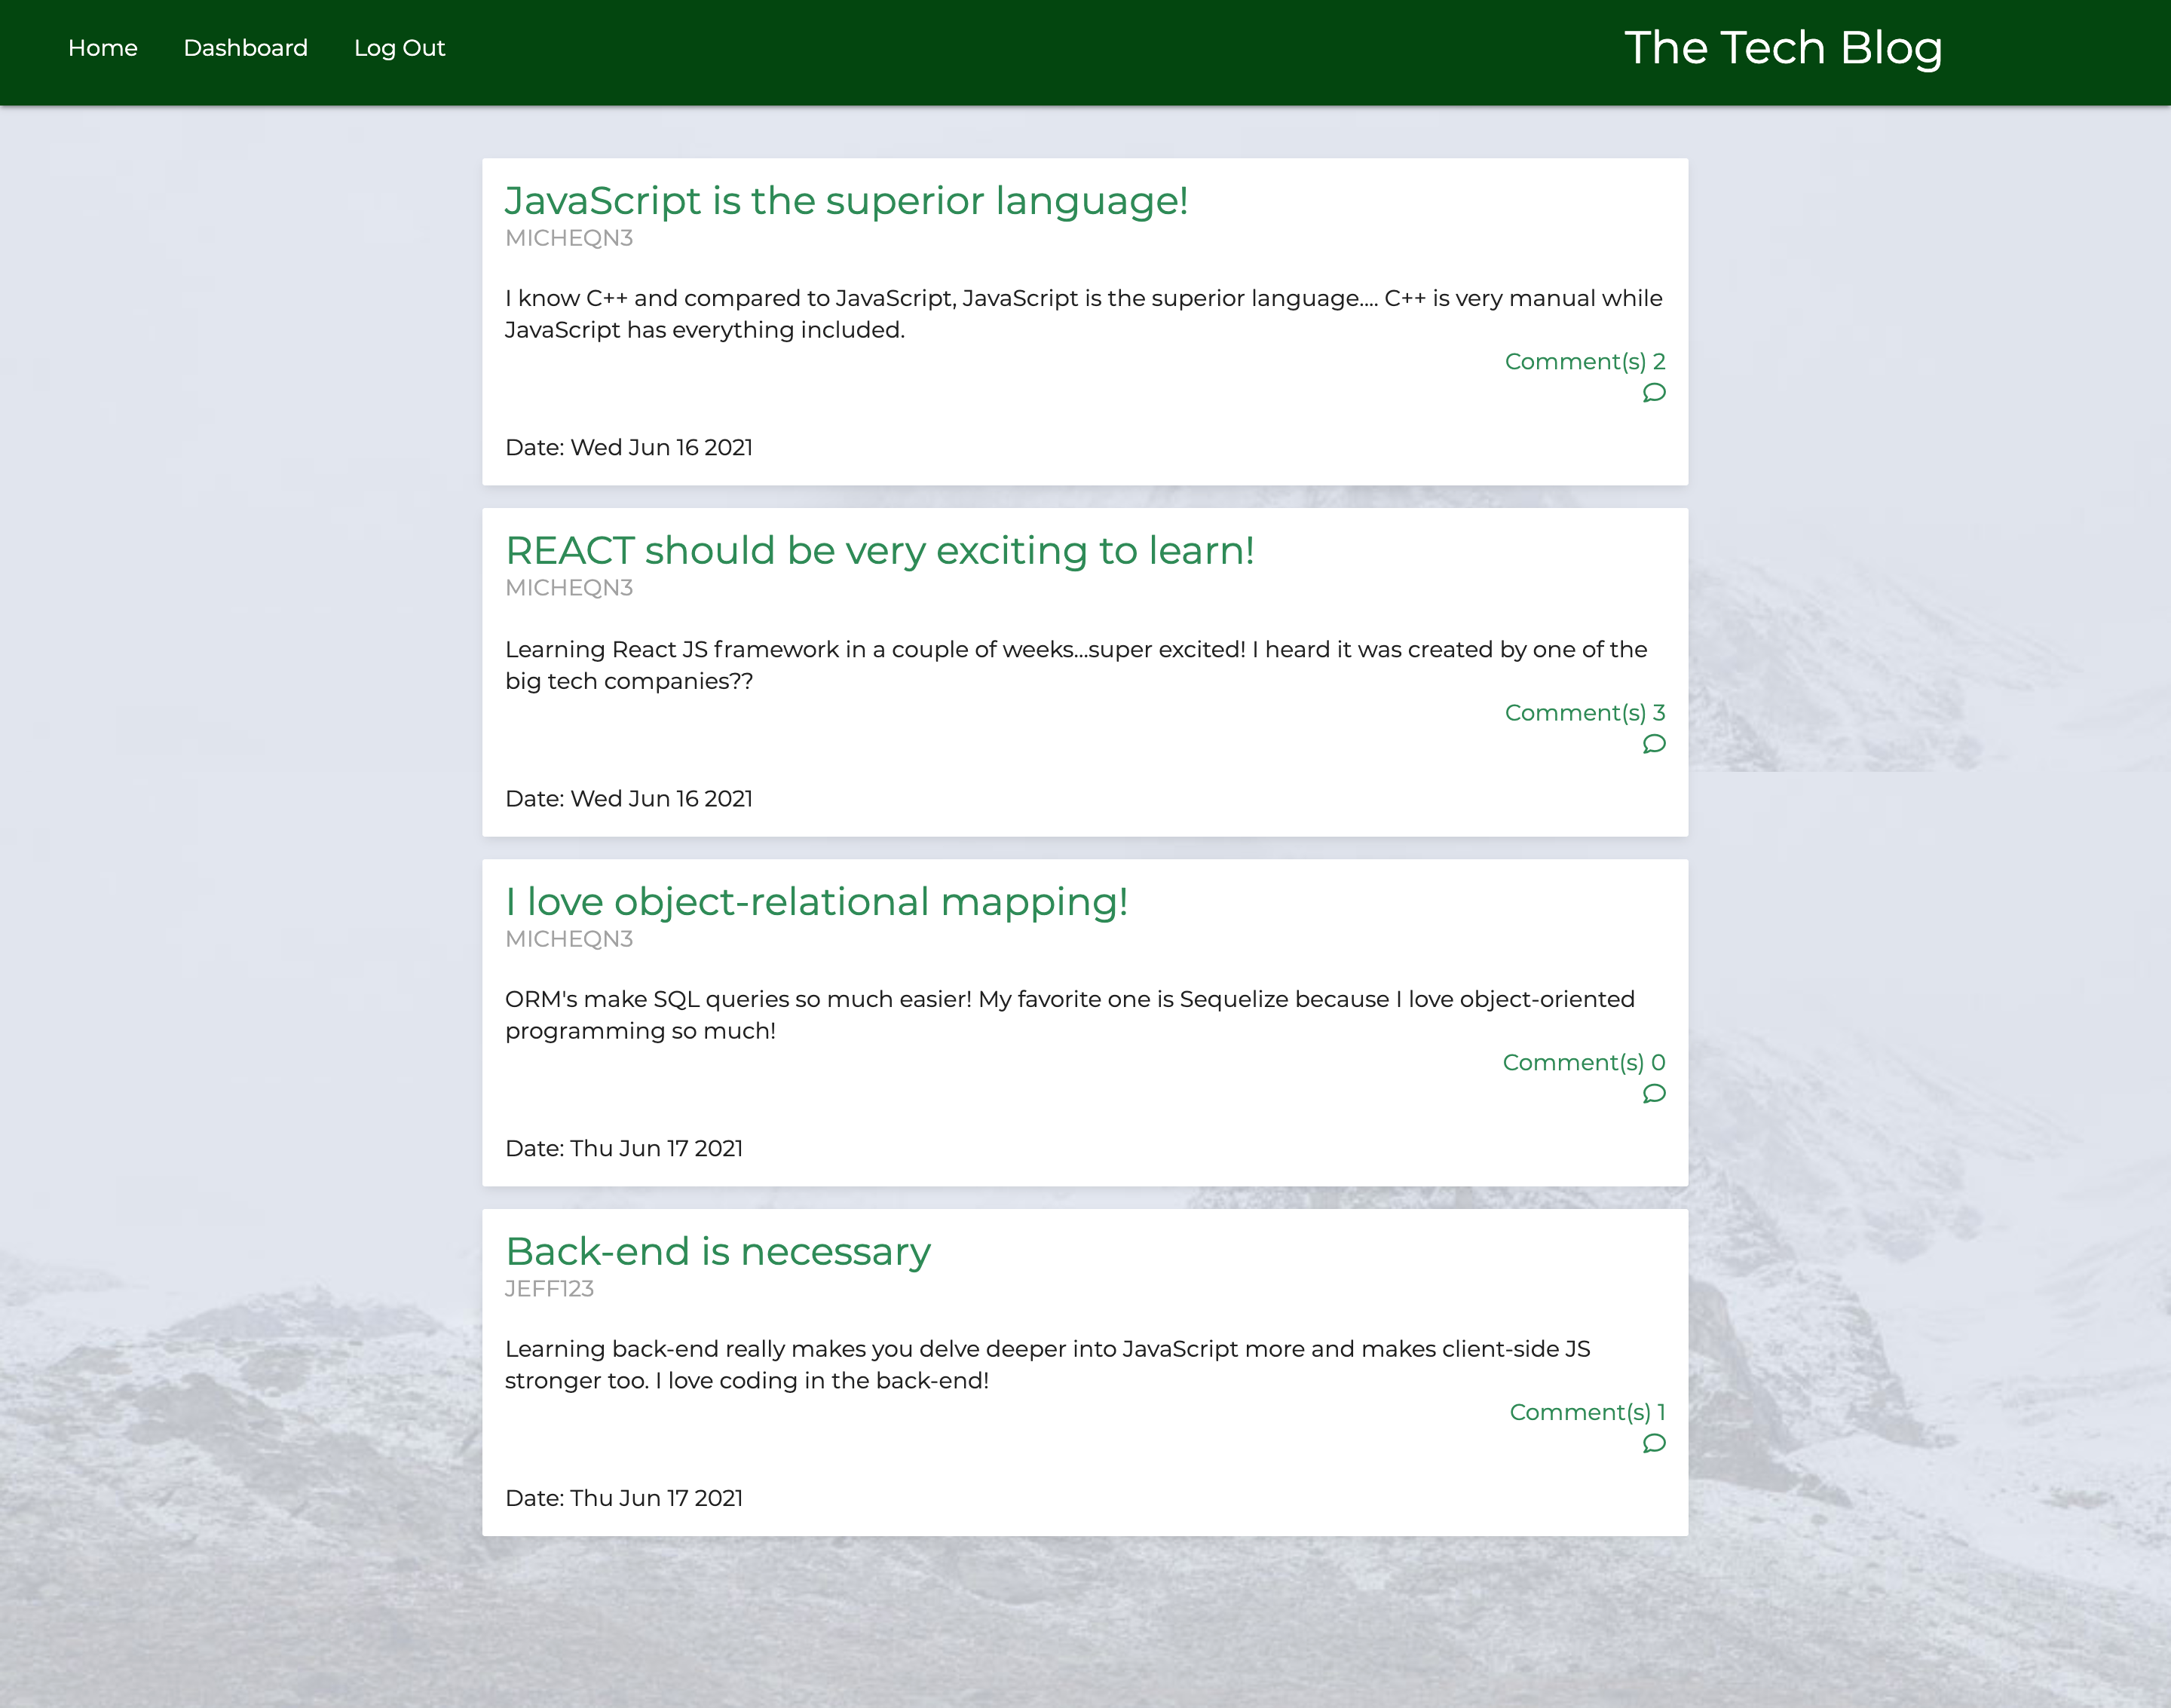 Home Dashboard Log Out The Tech Blog
JavaScript is the superior language!
MICHEQN3
I know C++ and compared to JavaScript, JavaScript is the superior language.... C++ is very manual while
JavaScript has everything included.
Comment(s) 2
Date: Wed Jun 16 2021
REACT should be very exciting to learn!
MICHEQN3
Learning React JS framework in a couple of weeks...super excited! I heard it was created by one of the
big tech companies??
Comment(s) 3
Date: Wed Jun 16 2021
I love object-relational mapping!
MICHEQN3
ORM's make SQL queries so much easier! My favorite one is Sequelize because I love object-oriented
programming so much!
Comment(s) 0
Date: Thu Jun 17 2021
Back-end is necessary
JEFF123
Learning back-end really makes you delve deeper into JavaScript more and makes client-side JS
stronger too. I love coding in the back-end!
Comment(s) 1
Date: Thu Jun 17 2021